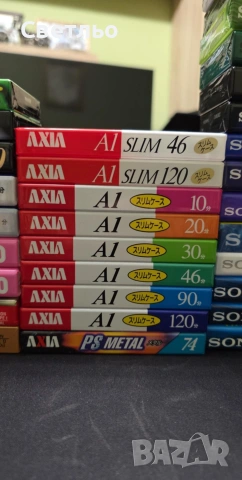 Светльо
AXIA A1 SLIM 46 スリムケース
AXIA A1 SLIM 120 スリムケース
AXIA A1 スリムケース 10分
AXIA A1 スリムケース 20分
AXIA A1 スリムケース 30分
AXIA A1 スリムケース 46分
AXIA A1 スリムケース 90分
AXIA A1 スリムケース 120分
AXIA PS METAL 74
SONY
bazar.bg